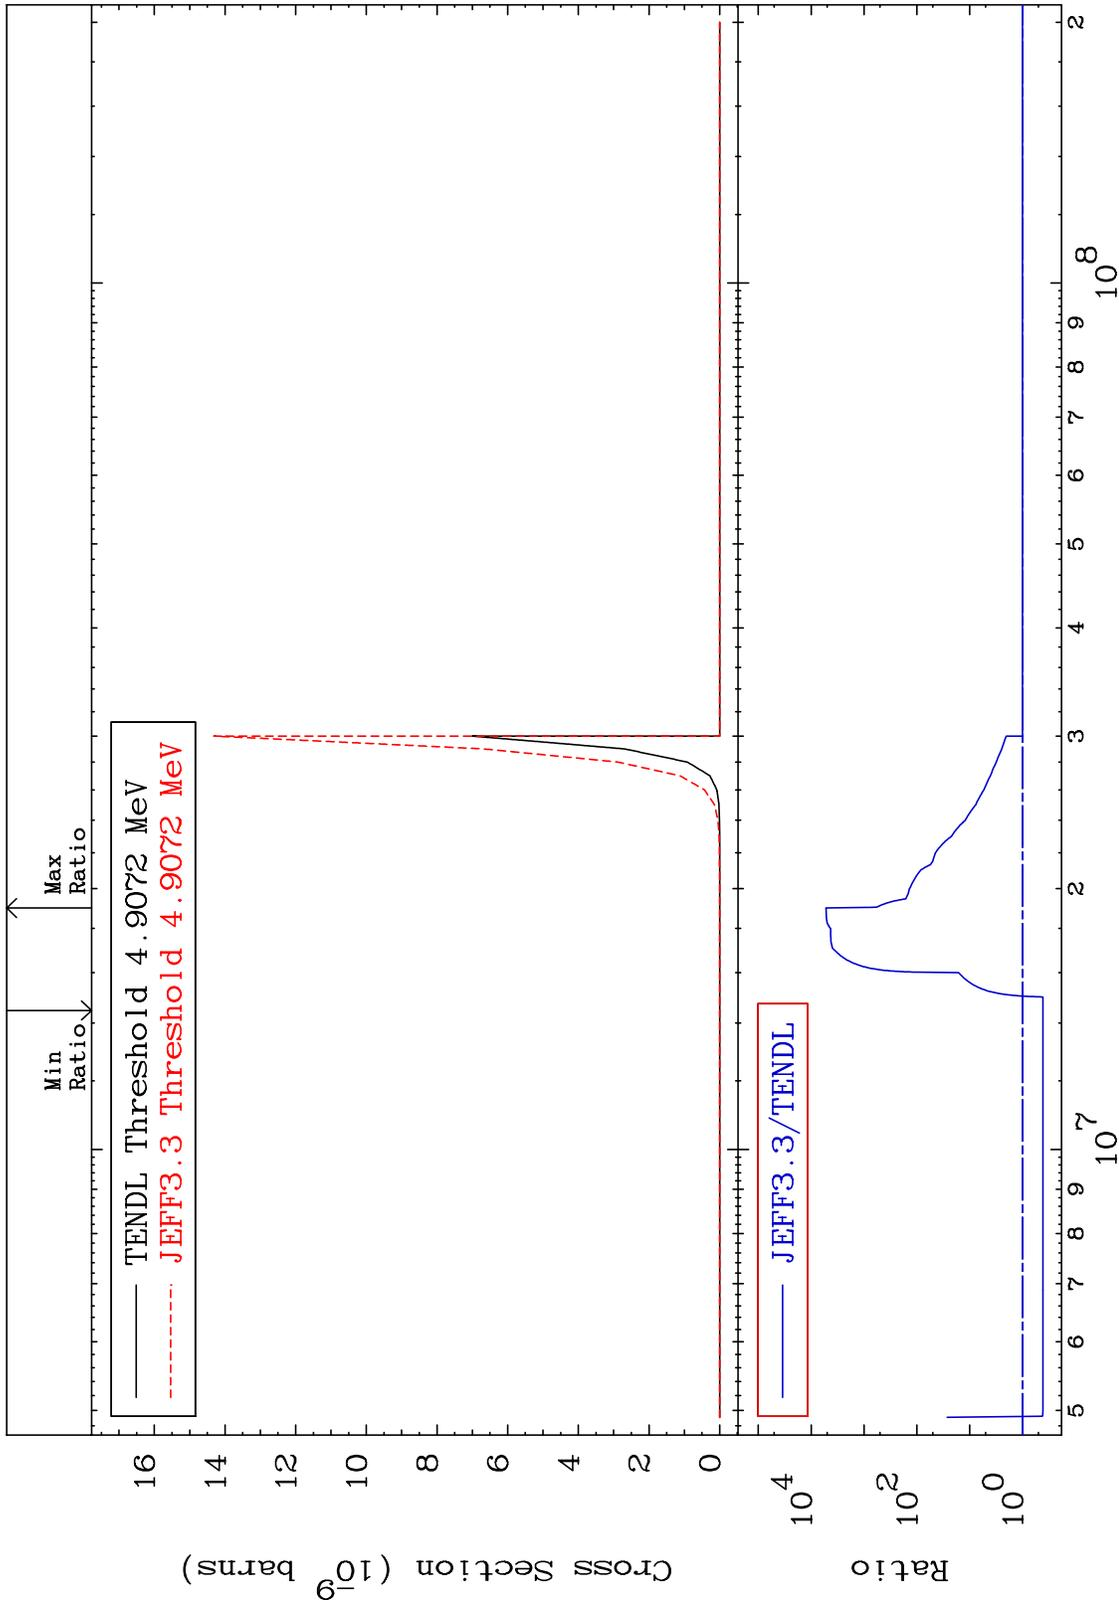 Min
Ratio
Max
Ratio
TENDL Threshold 4.9072 MeV
JEFF3.3 Threshold 4.9072 MeV
16
14
12
10
8
6
4
2
0
Cross Section (10⁻⁹ barns)
JEFF3.3/TENDL
10⁴
10²
10⁰
Ratio
5 6 7 8 9 10⁷ 2 3 4 5 6 7 8 9 10⁸ 2